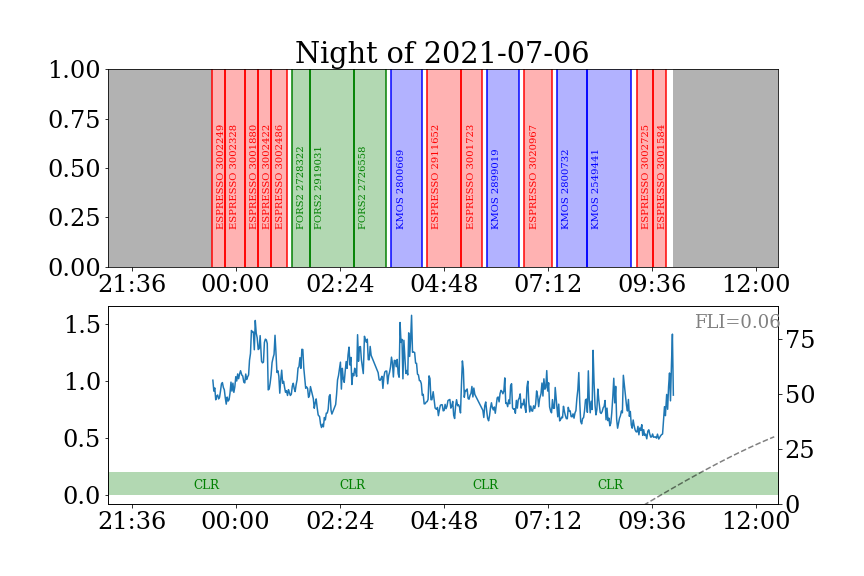 Night of 2021-07-06
1.00
0.75
0.50
0.25
0.00
ESPRESSO 3002249
ESPRESSO 3002328
ESPRESSO 3001880
ESPRESSO 3002422
ESPRESSO 3002486
FORS2 2728322
FORS2 2919031
FORS2 2726558
KMOS 2800669
ESPRESSO 2911652
ESPRESSO 3001723
KMOS 2899019
ESPRESSO 3020967
KMOS 2800732
KMOS 2549441
ESPRESSO 3002725
ESPRESSO 3001584
21:36 00:00 02:24 04:48 07:12 09:36 12:00
FLI=0.06
1.5
1.0
0.5
0.0
75
50
25
0
CLR CLR CLR CLR
21:36 00:00 02:24 04:48 07:12 09:36 12:00